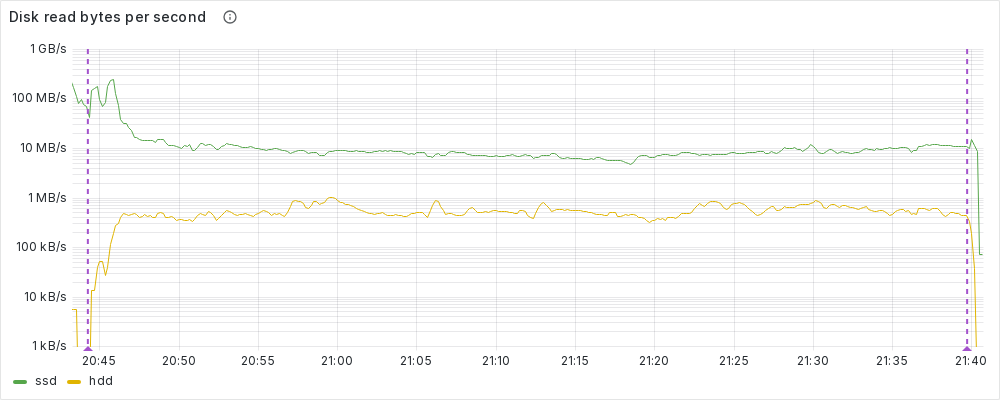 Disk read bytes per second
1 GB/s
100 MB/s
10 MB/s
1 MB/s
100 kB/s
10 kB/s
1 kB/s
20:45 20:50 20:55 21:00 21:05 21:10 21:15 21:20 21:25 21:30 21:35 21:40
ssd hdd